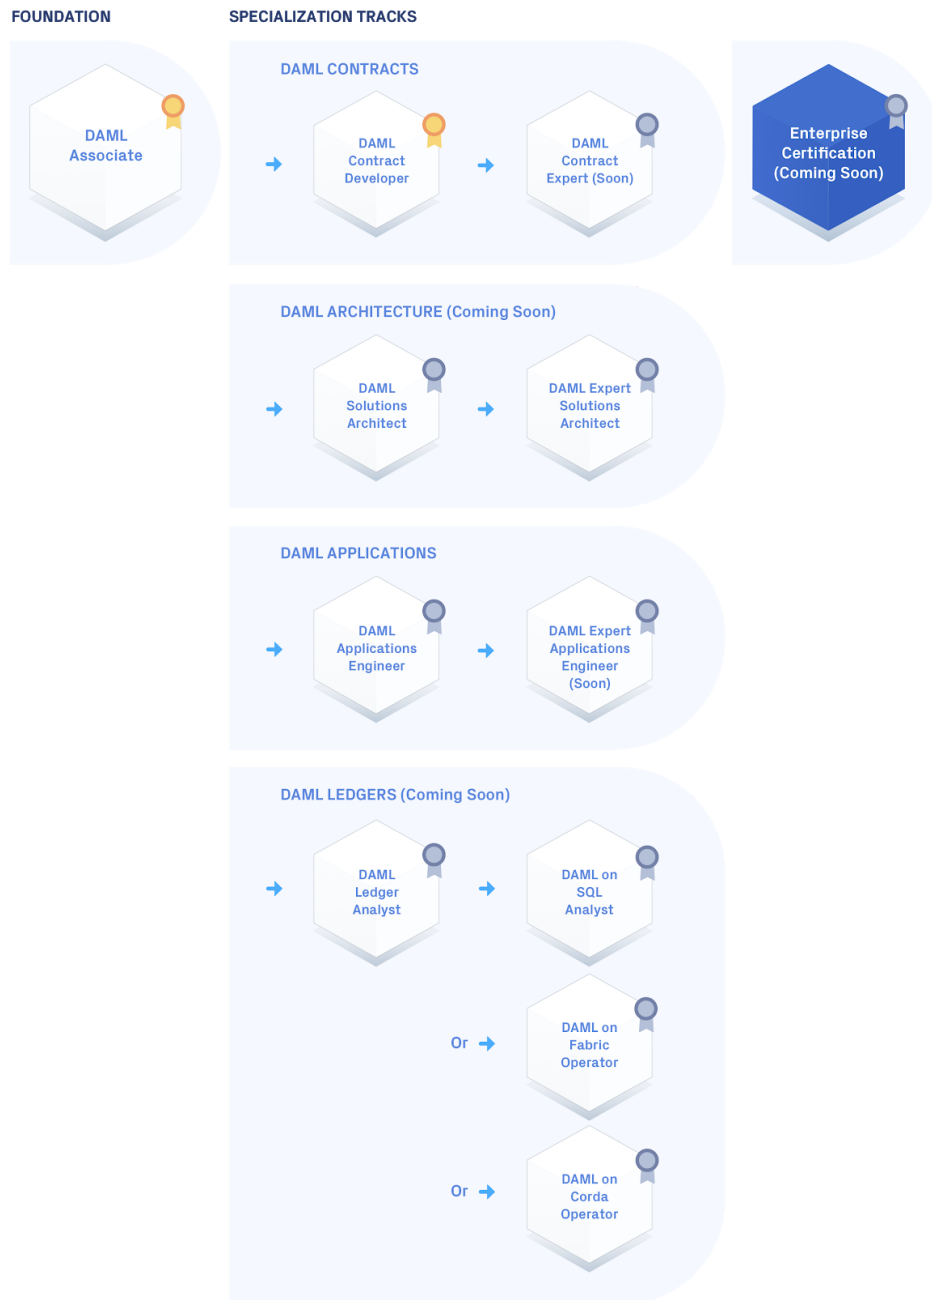 FOUNDATION
SPECIALIZATION TRACKS
DAML
Associate
DAML CONTRACTS
DAML
Contract
Developer
DAML
Contract
Expert (Soon)
Enterprise
Certification
(Coming Soon)
DAML ARCHITECTURE (Coming Soon)
DAML
Solutions
Architect
DAML Expert
Solutions
Architect
DAML APPLICATIONS
DAML
Applications
Engineer
DAML Expert
Applications
Engineer
(Soon)
DAML LEDGERS (Coming Soon)
DAML
Ledger
Analyst
DAML on
SQL
Analyst
Or
DAML on
Fabric
Operator
Or
DAML on
Corda
Operator